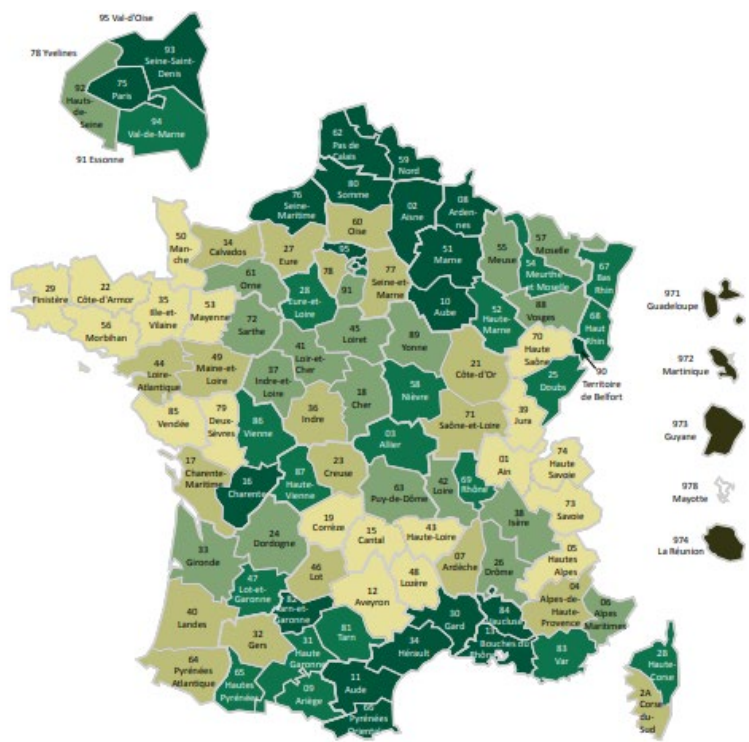 95 Val-d'Oise
78 Yvelines
93
Seine-Saint-
Denis
92
Hauts-
de-
Seine
75
Paris
94
Val-de-Marne
91 Essonne
62
Pas de
Calais
59
Nord
80
Somme
76
Seine-
Maritime
02
Aisne
08
Arden-
nes
60
Oise
50
Man-
che
14
Calvados
27
Eure
95
78
91
77
Seine-et-
Marne
51
Marne
55
Meuse
57
Moselle
54
Meurthe-
et Moselle
67
Bas
Rhin
29
Finistère
22
Côte-d'Armor
35
Ille-et-
Vilaine
53
Mayenne
61
Orne
28
Eure-et-
Loire
10
Aube
52
Haute-
Marne
88
Vosges
68
Haut
Rhin
56
Morbihan
72
Sarthe
45
Loiret
89
Yonne
70
Haute
Saône
90
Territoire
de Belfort
44
Loire-
Atlantique
49
Maine-et-
Loire
41
Loir-et-
Cher
37
Indre-et-
Loire
18
Cher
58
Nièvre
21
Côte-d'Or
25
Doubs
85
Vendée
79
Deux-
Sèvres
86
Vienne
36
Indre
71
Saône-et-Loire
39
Jura
03
Allier
17
Charente-
Maritime
16
Charente
87
Haute-
Vienne
23
Creuse
63
Puy-de-Dôme
42
Loire
69
Rhône
01
Ain
74
Haute
Savoie
73
Savoie
38
Isère
19
Corrèze
15
Cantal
43
Haute-Loire
24
Dordogne
33
Gironde
47
Lot-et-
Garonne
46
Lot
12
Aveyron
48
Lozère
07
Ardèche
26
Drôme
05
Hautes
Alpes
04
Alpes-
de-
Haute-
Provence
06
Alpes
Maritimes
40
Landes
32
Gers
82
Tarn-et-
Garonne
81
Tarn
31
Haute
Garonne
30
Gard
84
Vaucluse
34
Hérault
13
Bouches du
Rhône
83
Var
64
Pyrénées
Atlantique
65
Hautes
Pyrénées
09
Ariège
11
Aude
66
Pyrénées
2B
Haute-
Corse
2A
Corse
du-
Sud
971
Guadeloupe
972
Martinique
973
Guyane
978
Mayotte
974
La Réunion